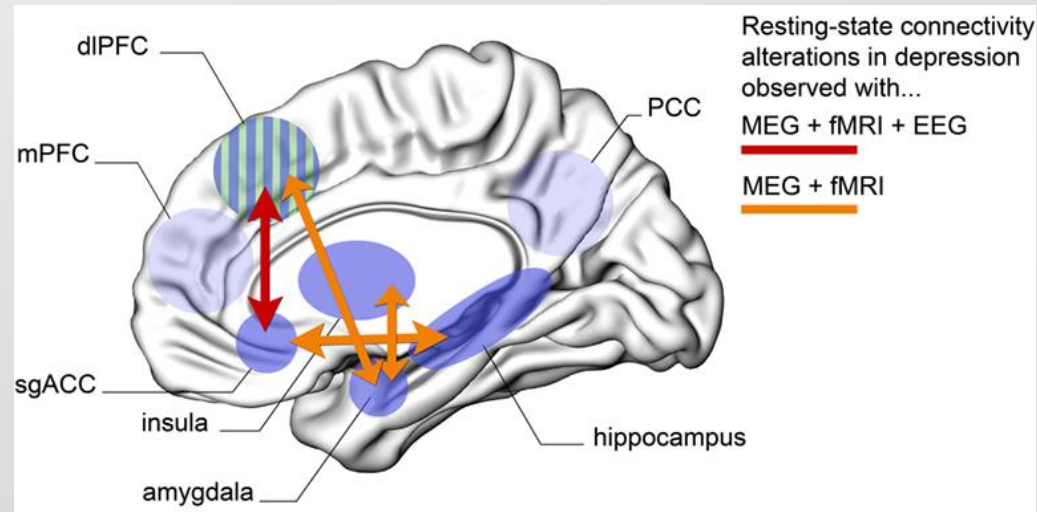 dlPFC
mPFC
sgACC
insula
amygdala
hippocampus
PCC
Resting-state connectivity
alterations in depression
observed with...
MEG + fMRI + EEG
MEG + fMRI